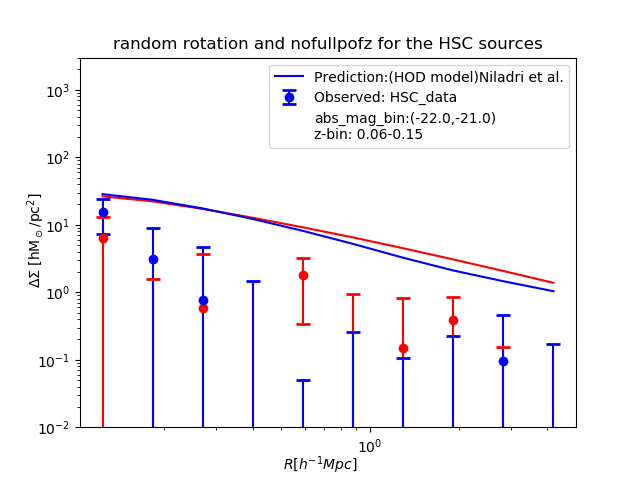 random rotation and nofullpofz for the HSC sources
Prediction:(HOD model)Niladri et al.
Observed: HSC_data
abs_mag_bin:(-22.0,-21.0)
z-bin: 0.06-0.15
ΔΣ [hM⊙/pc²]
10³
10²
10¹
10⁰
10⁻¹
10⁻²
10⁰
R[h⁻¹Mpc]